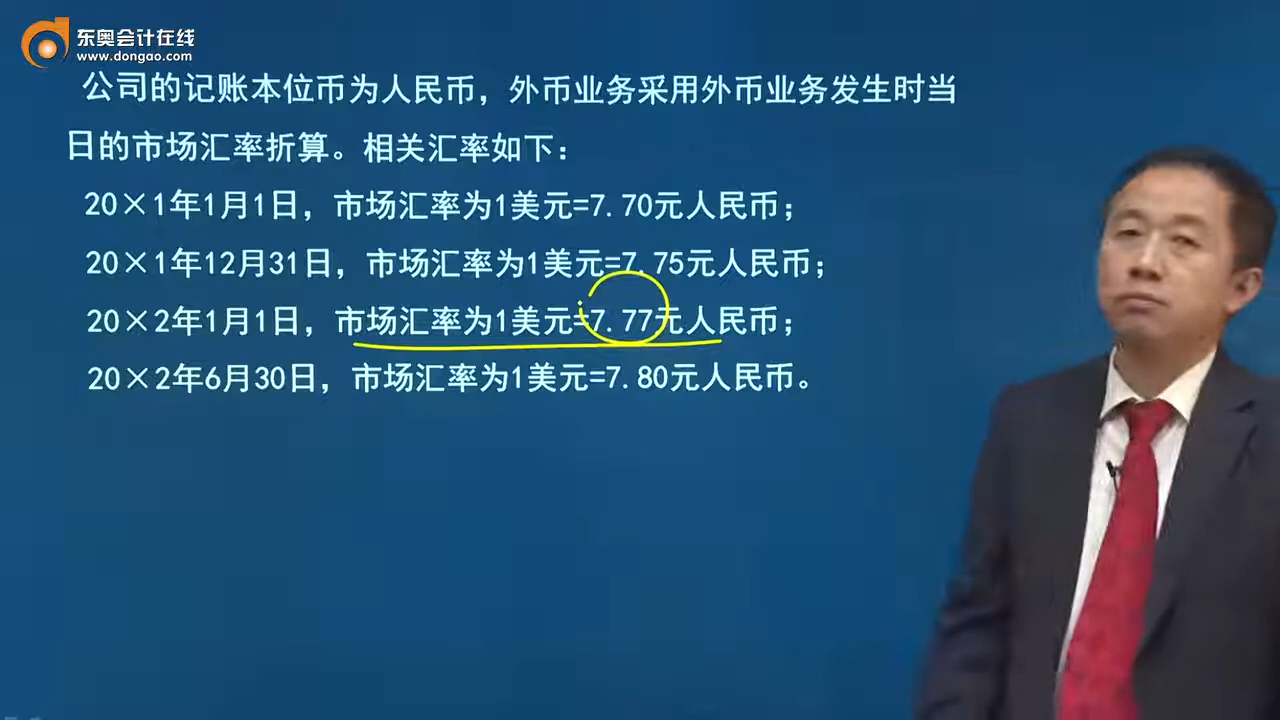 东奥会计在线
www.dongao.com
公司的记账本位币为人民币，外币业务采用外币业务发生时当
日的市场汇率折算。相关汇率如下：
20×1年1月1日，市场汇率为1美元=7.70元人民币；
20×1年12月31日，市场汇率为1美元=7.75元人民币；
20×2年1月1日，市场汇率为1美元=7.77元人民币；
20×2年6月30日，市场汇率为1美元=7.80元人民币。